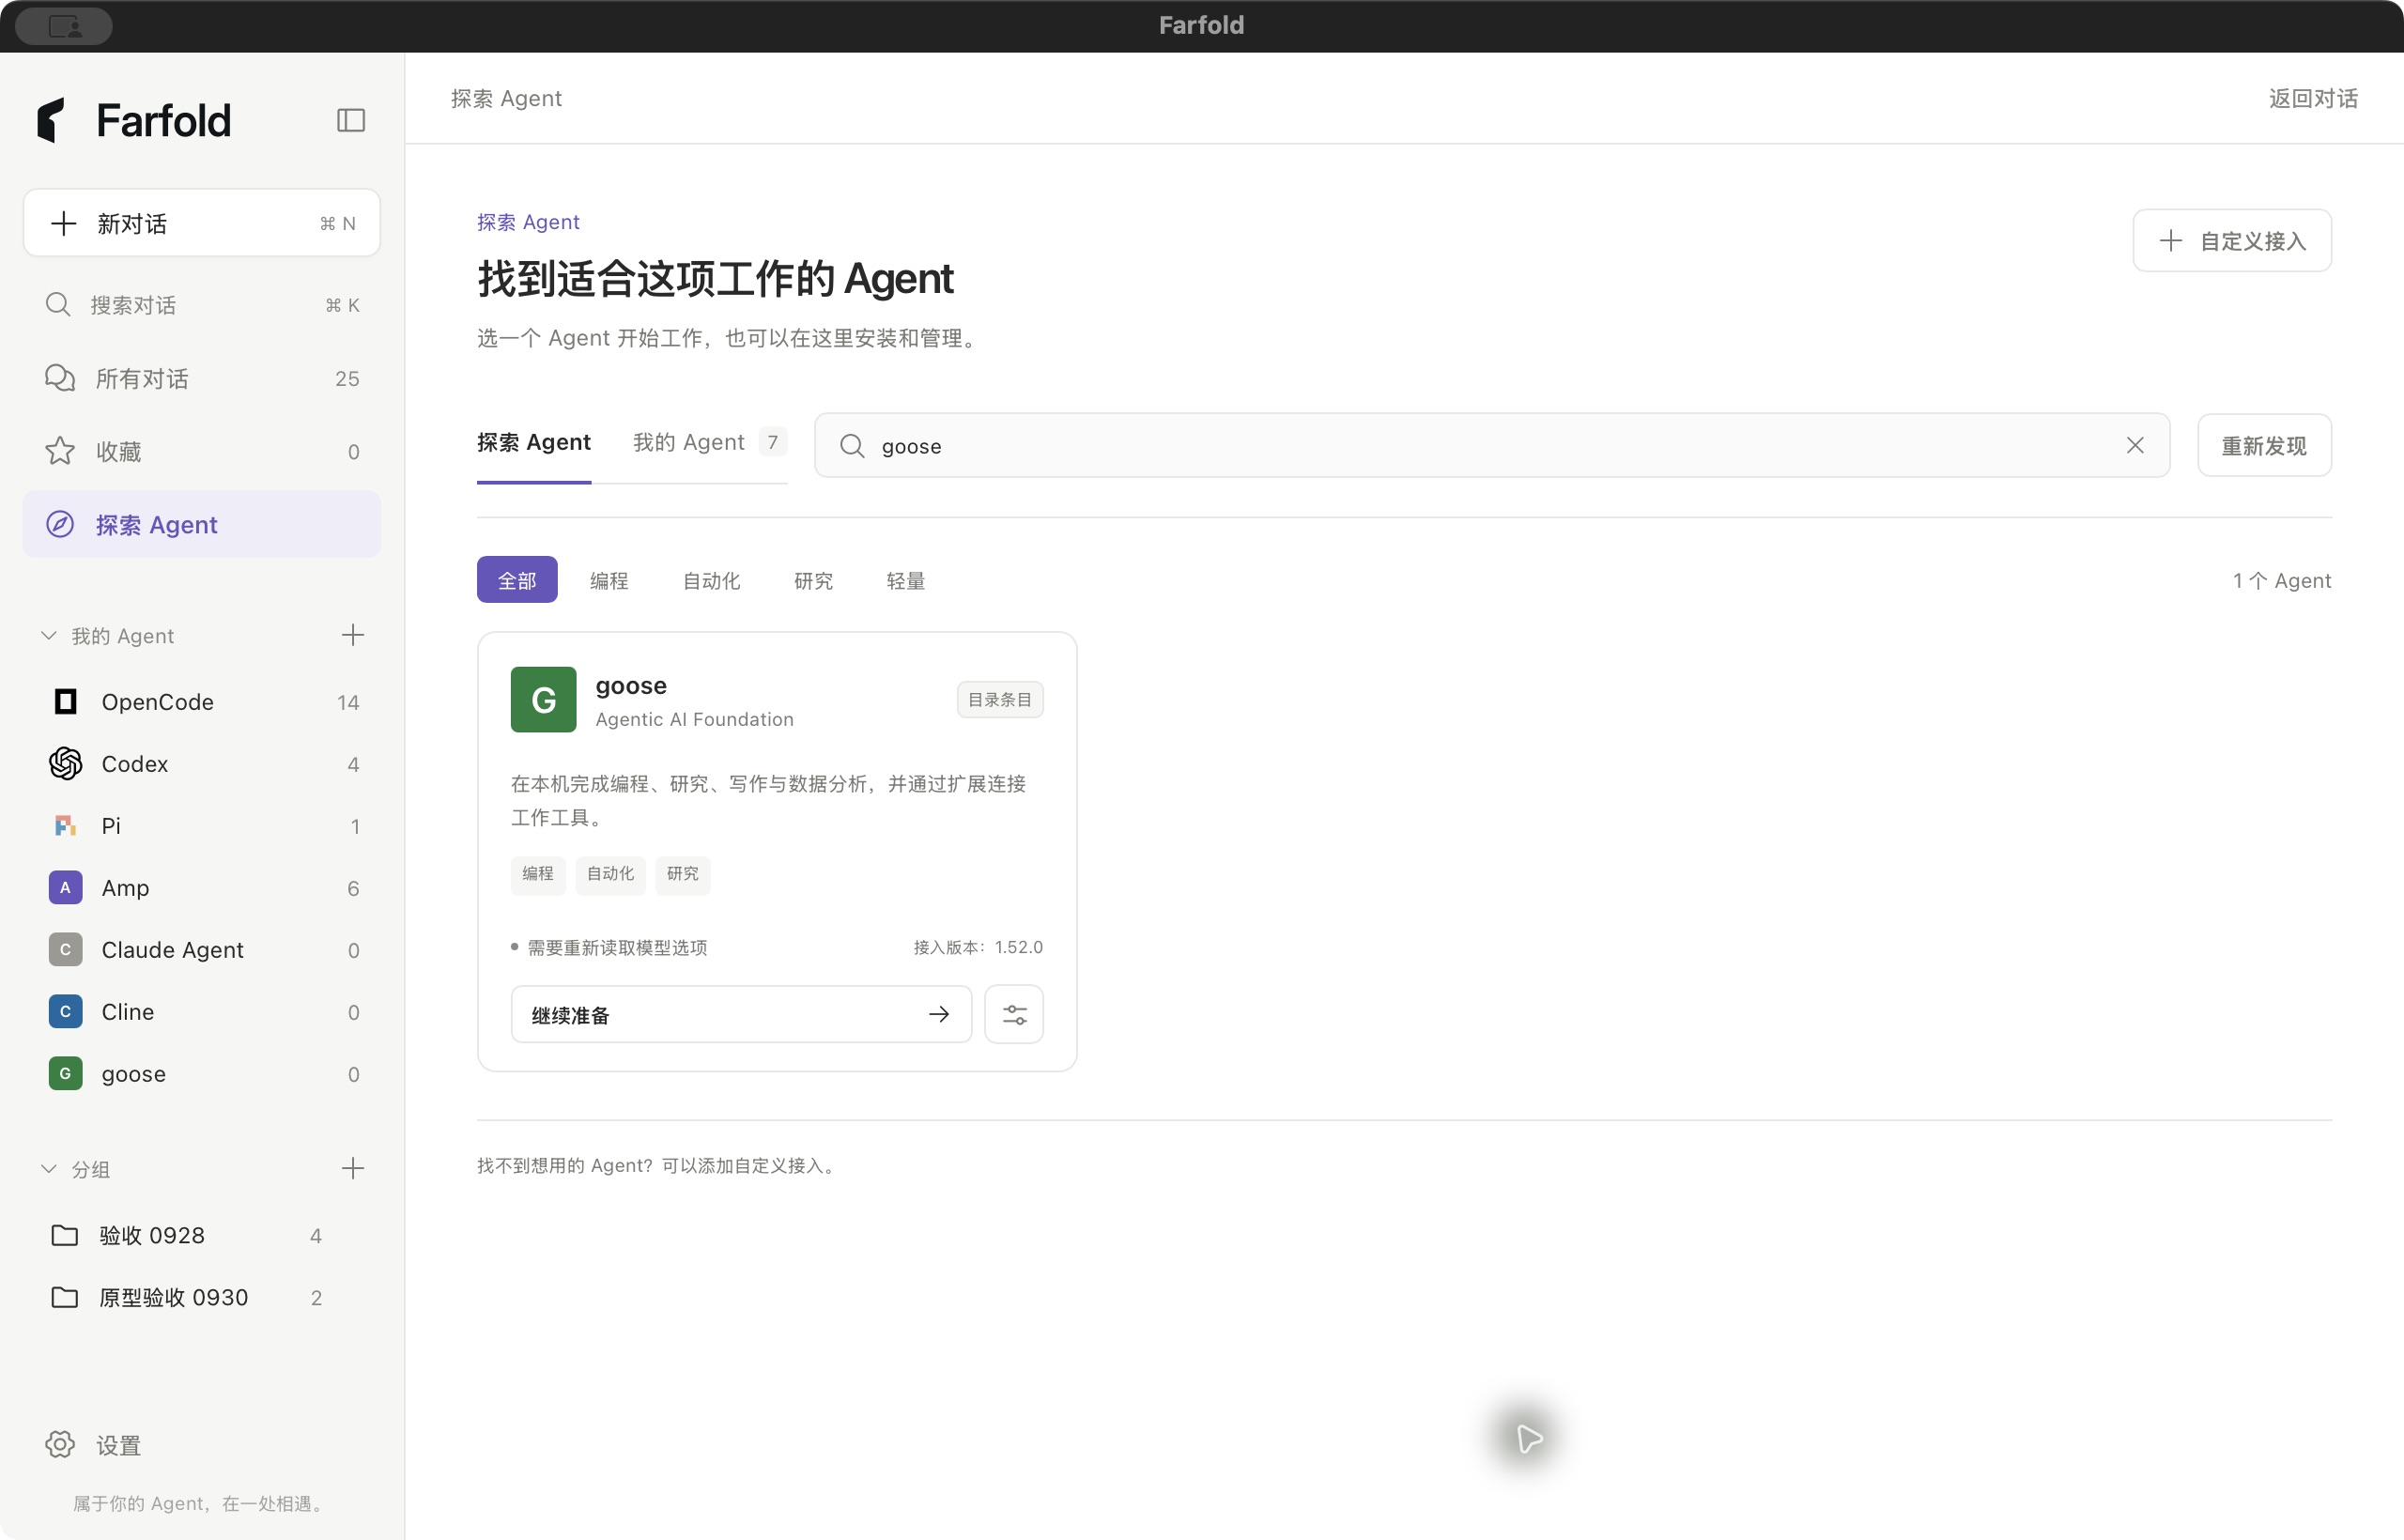 Farfold
Farfold
新对话 ⌘ N
搜索对话 ⌘ K
所有对话 25
收藏 0
探索 Agent
我的 Agent
OpenCode 14
Codex 4
Pi 1
A Amp 6
C Claude Agent 0
C Cline 0
G goose 0
分组
验收 0928 4
原型验收 0930 2
设置
属于你的 Agent，在一处相遇。
探索 Agent 返回对话
探索 Agent
找到适合这项工作的 Agent
选一个 Agent 开始工作，也可以在这里安装和管理。
自定义接入
探索 Agent 我的 Agent 7 goose 重新发现
全部 编程 自动化 研究 轻量 1 个 Agent
G goose 目录条目
Agentic AI Foundation
在本机完成编程、研究、写作与数据分析，并通过扩展连接
工作工具。
编程 自动化 研究
需要重新读取模型选项 接入版本：1.52.0
继续准备
找不到想用的 Agent？可以添加自定义接入。